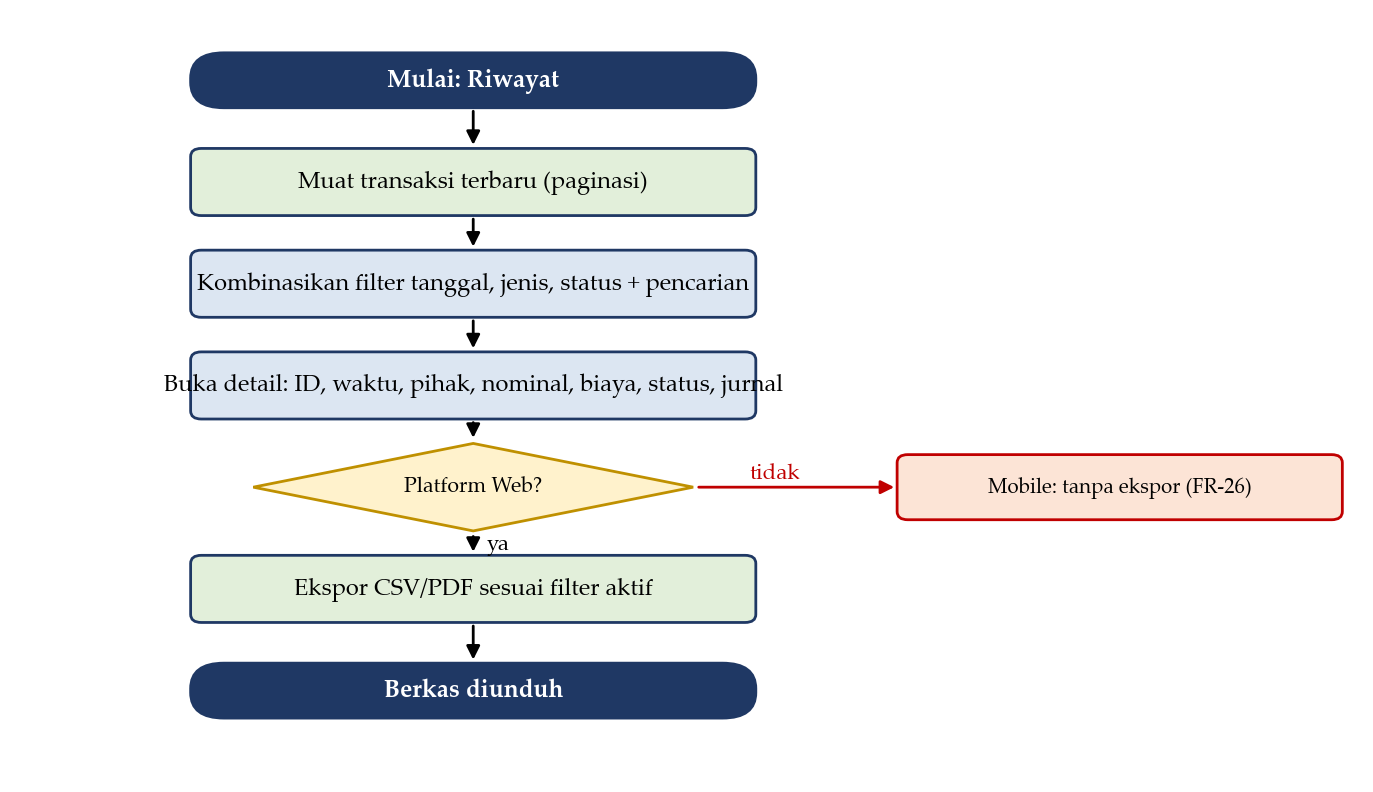 Mulai: Riwayat
Muat transaksi terbaru (paginasi)
Kombinasikan filter tanggal, jenis, status + pencarian
Buka detail: ID, waktu, pihak, nominal, biaya, status, jurnal
Platform Web?
tidak
Mobile: tanpa ekspor (FR-26)
ya
Ekspor CSV/PDF sesuai filter aktif
Berkas diunduh